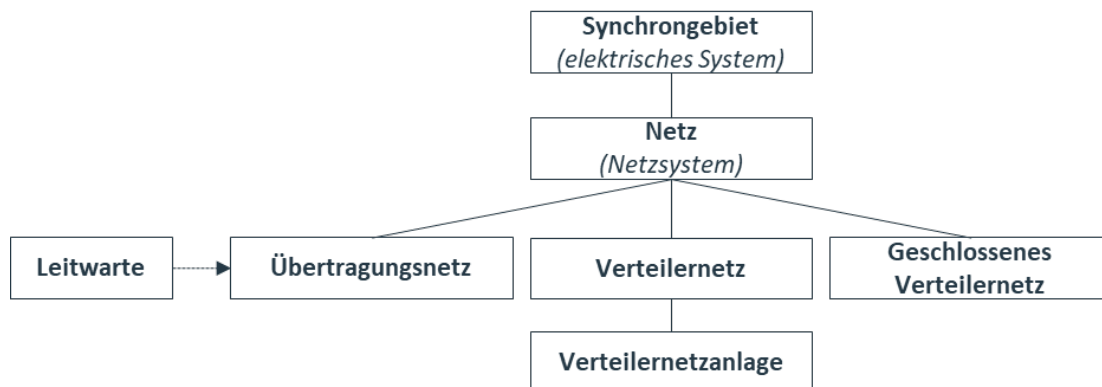 Synchrongebiet
(elektrisches System)
Netz
(Netzsystem)
Leitwarte
Übertragungsnetz
Verteilernetz
Geschlossenes
Verteilernetz
Verteilernetzanlage